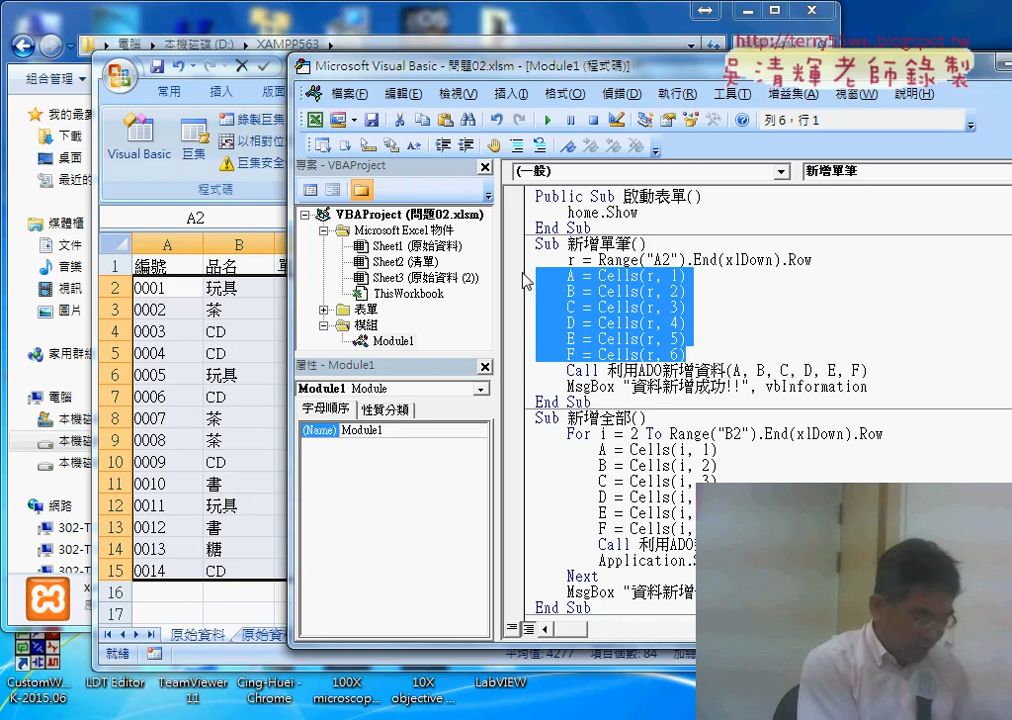 http://terry55wu.blogspot.tw
吳清輝老師錄製
電腦 ▸ 本機磁碟 (D:) ▸ XAMPP563 ▸
組合管理
我的最愛
下載
桌面
最近的
媒體櫃
文件
音樂
視訊
圖片
家用群組
電腦
本機磁
本機磁
本機磁
網路
302-T
302-T
302-T
常用
插入
版面
Visual Basic
巨集
錄製巨集
以相對位
巨集安全
程式碼
A2
A
B
1 編號 品名
2 0001 玩具
3 0002 茶
4 0003 CD
5 0004 CD
6 0005 玩具
7 0006 CD
8 0007 茶
9 0008 茶
10 0009 CD
11 0010 書
12 0011 玩具
13 0012 書
14 0013 糖
15 0014 CD
16
17
原始資料
原始資
就緒
平均值: 4277 項目個數: 84
Microsoft Visual Basic - 問題02.xlsm - [Module1 (程式碼)]
檔案(F) 編輯(E) 檢視(V) 插入(I) 格式(O) 偵錯(D) 執行(R) 工具(T) 增益集(A) 視窗(W) 說明(H)
列 6，行 1
專案 - VBAProject
VBAProject (問題02.xlsm)
Microsoft Excel 物件
Sheet1 (原始資料)
Sheet2 (清單)
Sheet3 (原始資料 (2))
ThisWorkbook
表單
模組
Module1
屬性 - Module1
Module1 Module
字母順序 性質分類
(Name) Module1
(一般)
新增單筆
Public Sub 啟動表單()
home.Show
End Sub
Sub 新增單筆()
r = Range("A2").End(xlDown).Row
A = Cells(r, 1)
B = Cells(r, 2)
C = Cells(r, 3)
D = Cells(r, 4)
E = Cells(r, 5)
F = Cells(r, 6)
Call 利用ADO新增資料(A, B, C, D, E, F)
MsgBox "資料新增成功!!", vbInformation
End Sub
Sub 新增全部()
For i = 2 To Range("B2").End(xlDown).Row
A = Cells(i, 1)
B = Cells(i, 2)
C = Cells(i, 3)
D = Cells(i,
E = Cells(i,
F = Cells(i,
Call 利用ADO
Application.
Next
MsgBox "資料新增
End Sub
CustomW... K-2015.06
LDT Editor
TeamViewer 11
Cing-Huei - Chrome
100X microscop...
10X objective ...
LabVIEW